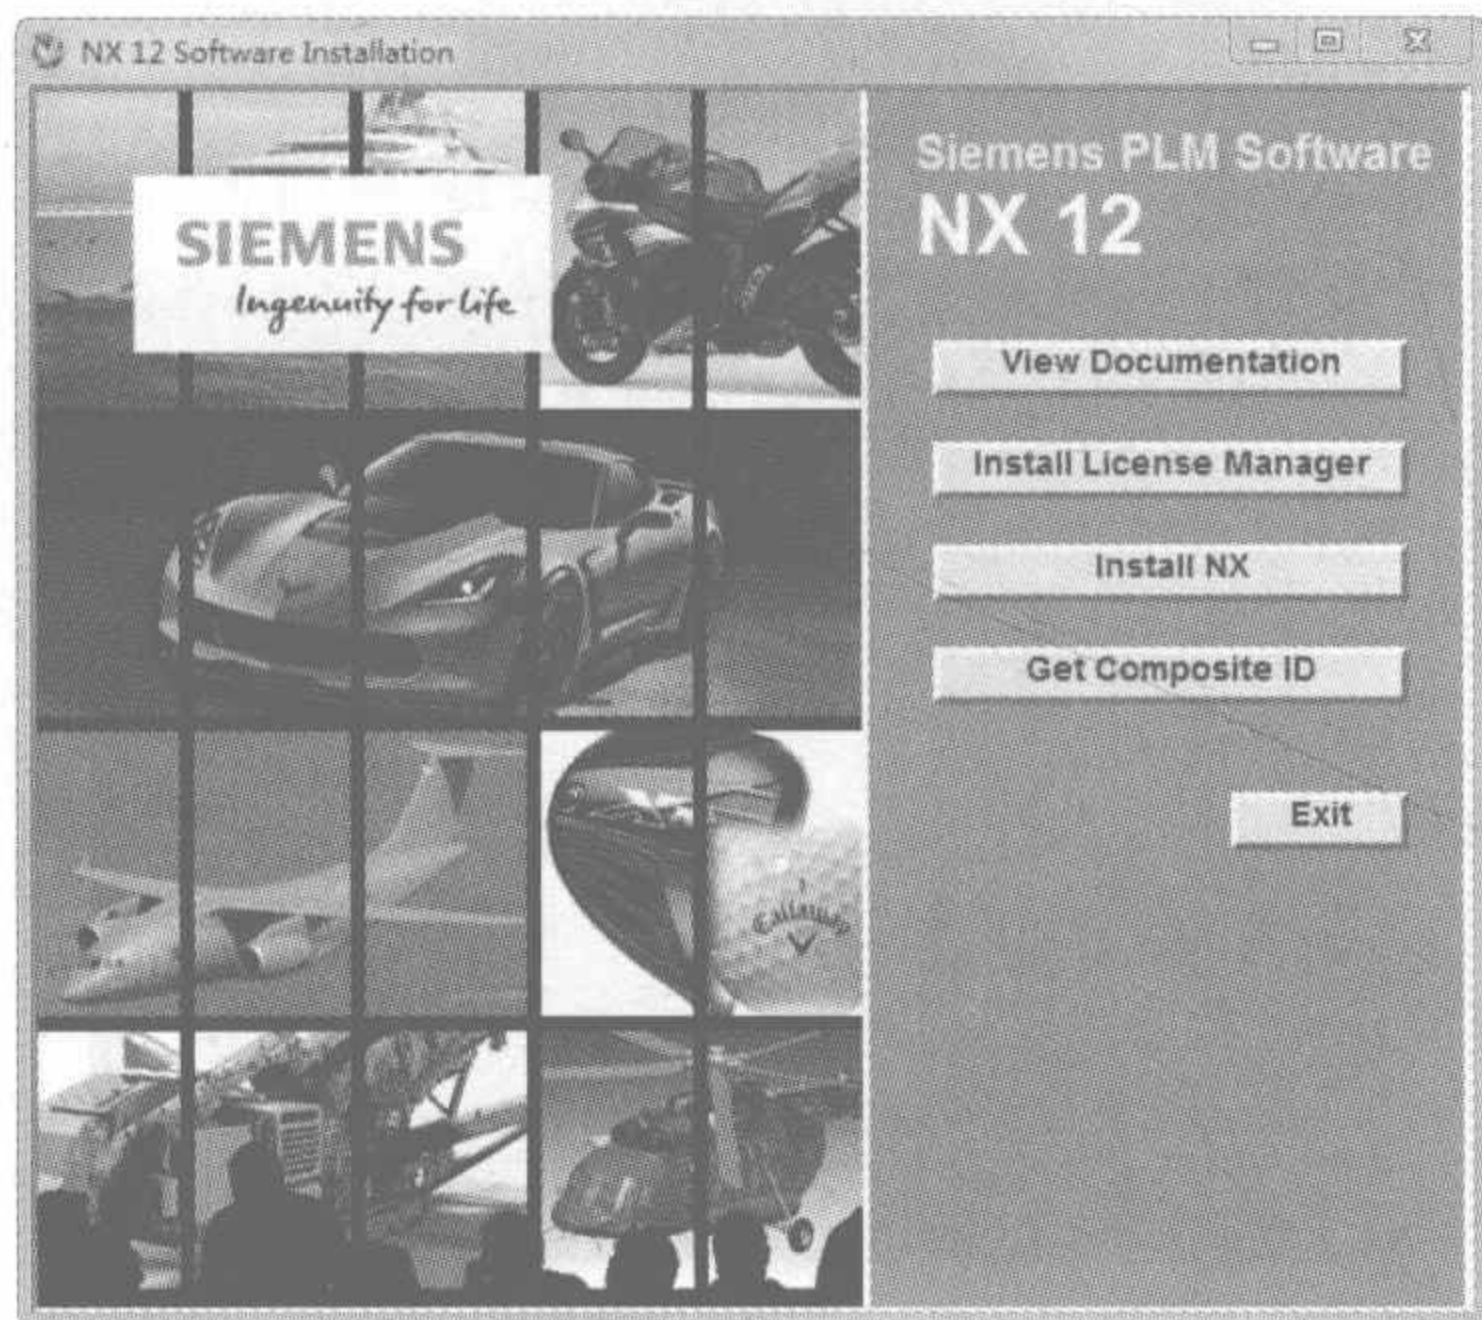 NX 12 Software Installation
SIEMENS
Ingenuity for life
Siemens PLM Software
NX 12
View Documentation
Install License Manager
Install NX
Get Composite ID
Exit
Callaway